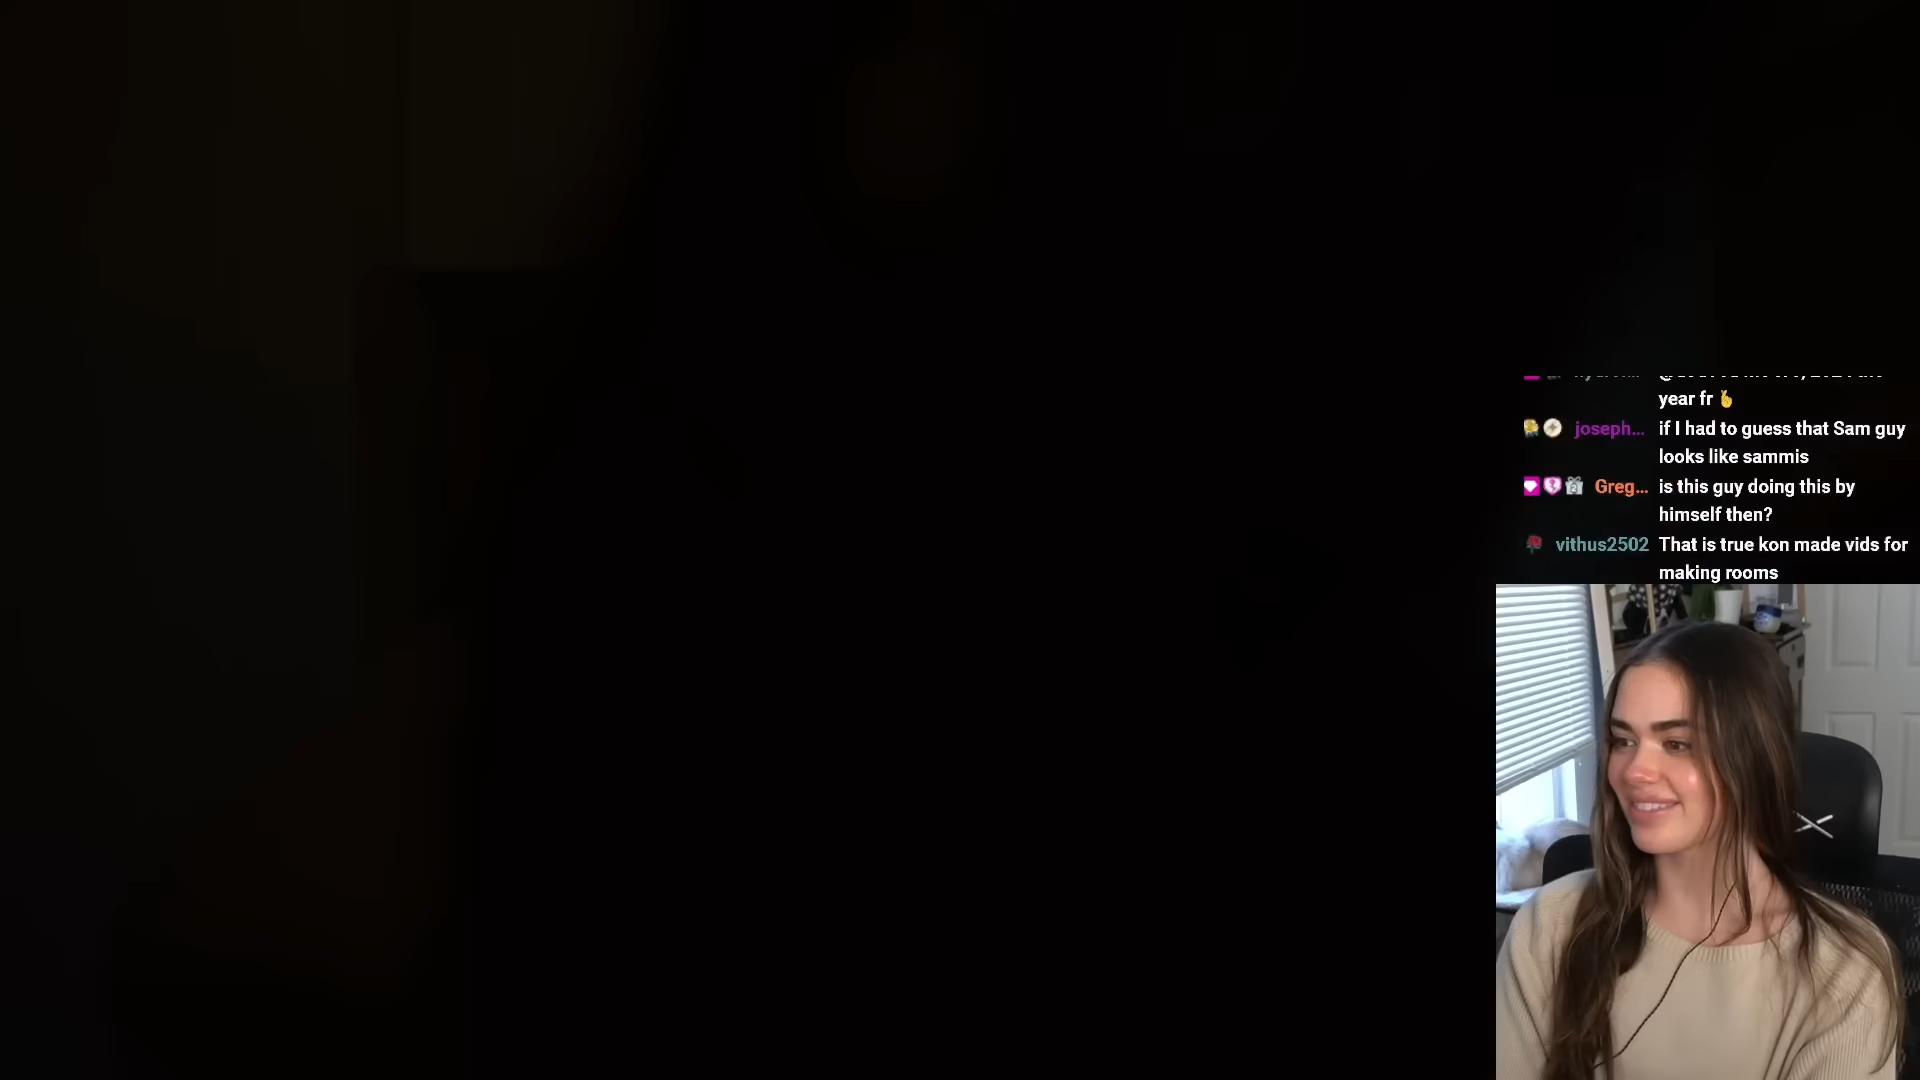 year fr
joseph... if I had to guess that Sam guy
looks like sammis
Greg... is this guy doing this by
himself then?
vithus2502 That is true kon made vids for
making rooms